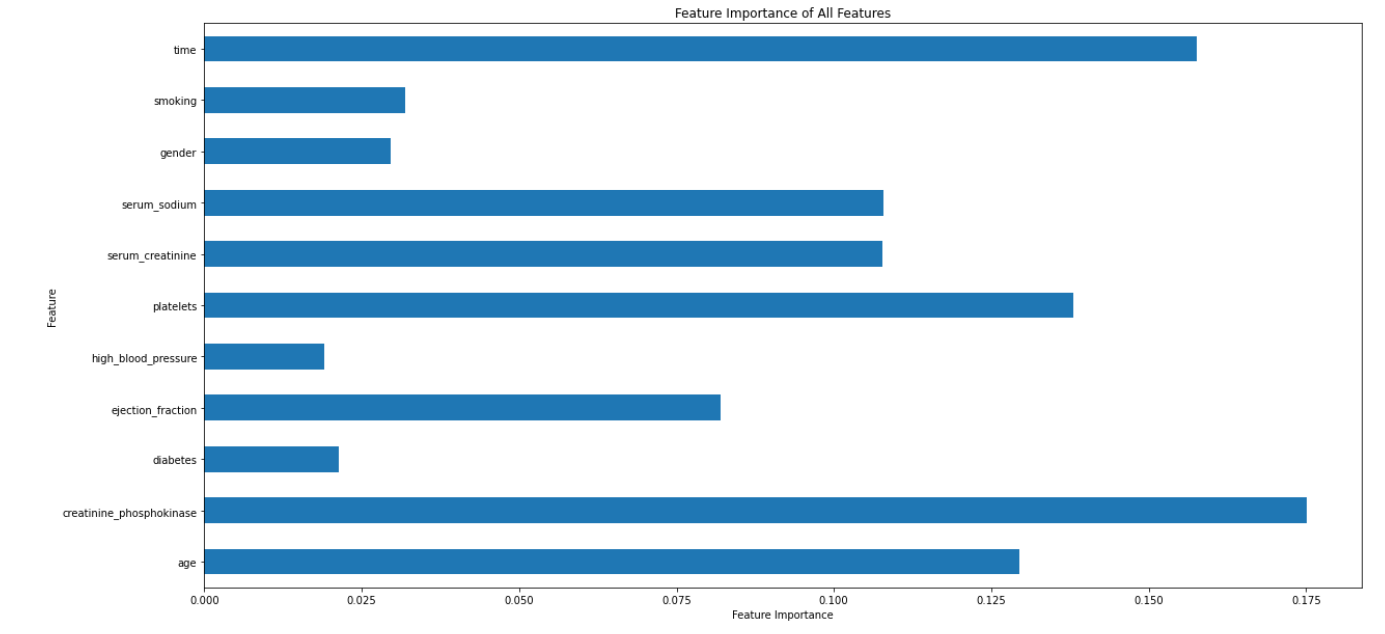 Feature Importance of All Features
Feature
time
smoking
gender
serum_sodium
serum_creatinine
platelets
high_blood_pressure
ejection_fraction
diabetes
creatinine_phosphokinase
age
0.000 0.025 0.050 0.075 0.100 0.125 0.150 0.175
Feature Importance